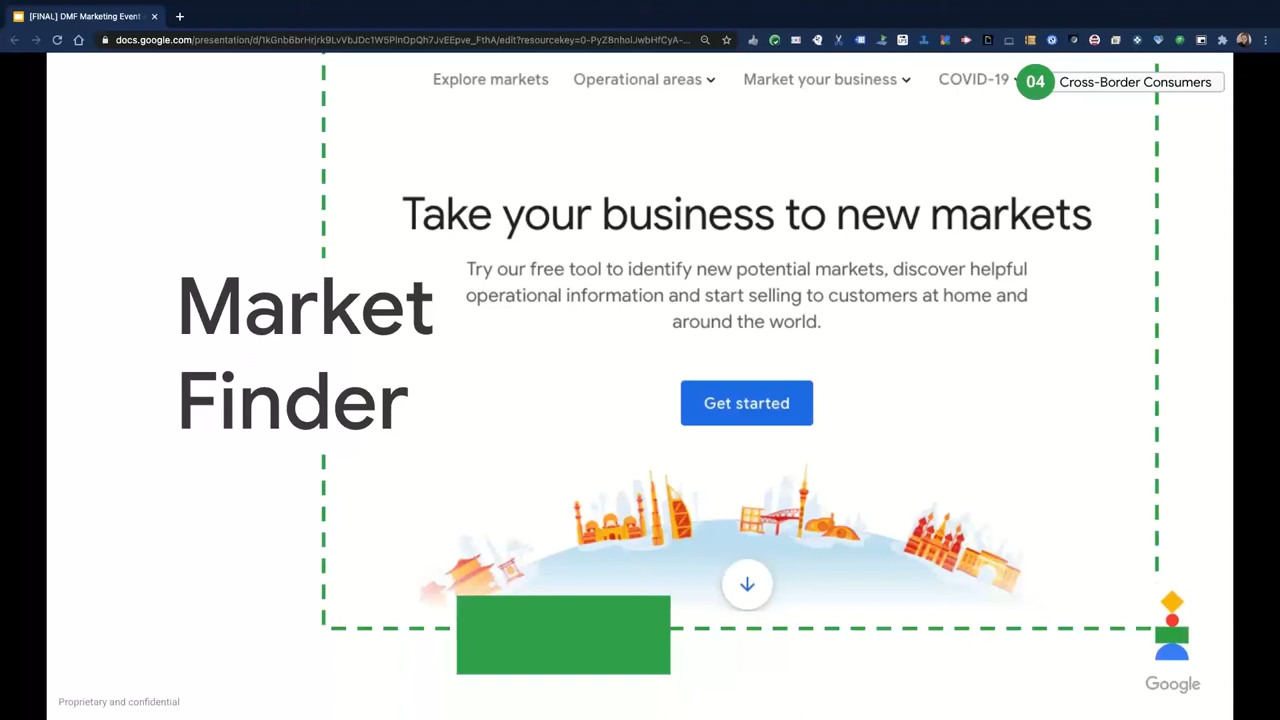 [FINAL] DMF Marketing Event
docs.google.com/presentation/d/1kGnb6brHrjrk9LvVbJDc1W5PlnOpQh7JvEEpve_FthA/edit?resourcekey=0-PyZ8nholJwbHfCyA-...
Explore markets
Operational areas
Market your business
COVID-19
04
Cross-Border Consumers
Take your business to new markets
Try our free tool to identify new potential markets, discover helpful
operational information and start selling to customers at home and
around the world.
Market
Finder
Get started
Google
Proprietary and confidential